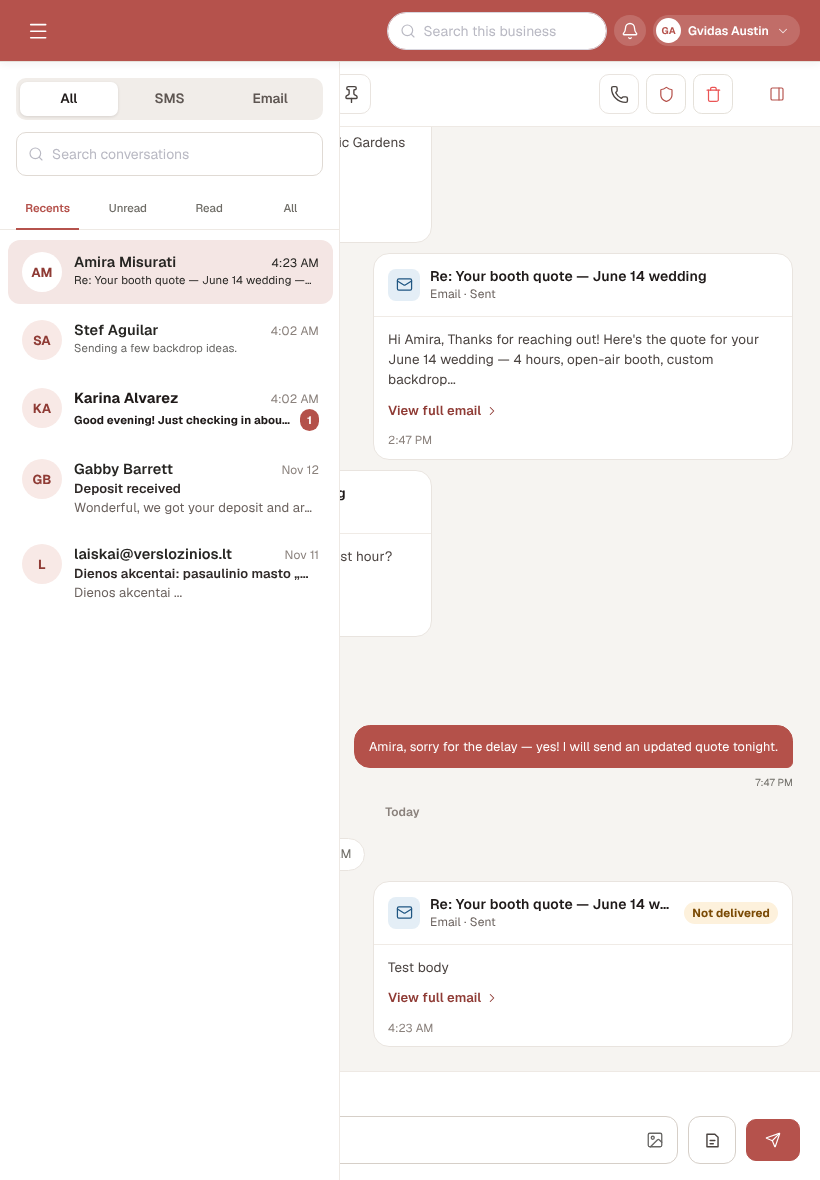 Search this business
GA
Gvidas Austin
All
SMS
Email
Search conversations
Recents
Unread
Read
All
AM
Amira Misurati
4:23 AM
Re: Your booth quote — June 14 wedding —...
SA
Stef Aguilar
4:02 AM
Sending a few backdrop ideas.
KA
Karina Alvarez
4:02 AM
Good evening! Just checking in abou...
1
GB
Gabby Barrett
Nov 12
Deposit received
Wonderful, we got your deposit and ar...
L
laiskai@verslozinios.lt
Nov 11
Dienos akcentai: pasaulinio masto „...
Dienos akcentai ...
ic Gardens
Re: Your booth quote — June 14 wedding
Email · Sent
Hi Amira, Thanks for reaching out! Here's the quote for your
June 14 wedding — 4 hours, open-air booth, custom
backdrop...
View full email
2:47 PM
g
st hour?
Amira, sorry for the delay — yes! I will send an updated quote tonight.
7:47 PM
Today
M
Re: Your booth quote — June 14 w...
Not delivered
Email · Sent
Test body
View full email
4:23 AM